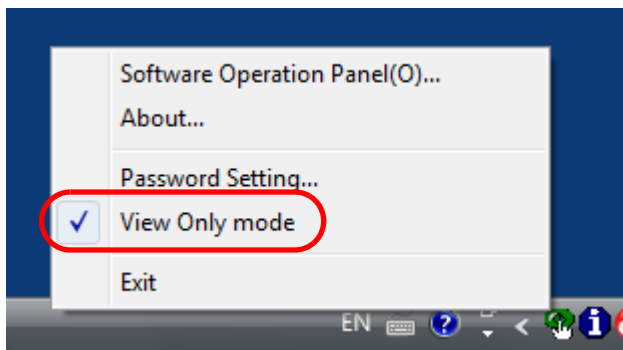 Software Operation Panel(O)...
About...
Password Setting...
View Only mode
Exit
EN